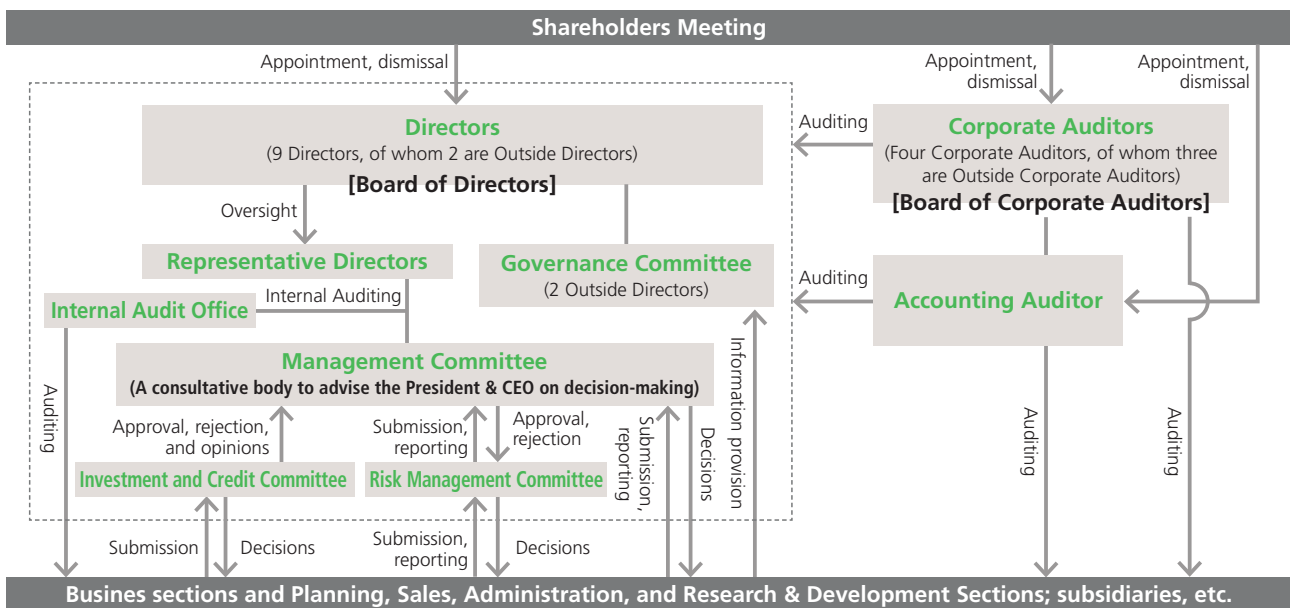 Shareholders Meeting
Appointment, dismissal
Appointment,
dismissal
Appointment,
dismissal
Directors
(9 Directors, of whom 2 are Outside Directors)
[Board of Directors]
Auditing
Corporate Auditors
(Four Corporate Auditors, of whom three
are Outside Corporate Auditors)
[Board of Corporate Auditors]
Oversight
Representative Directors
Governance Committee
(2 Outside Directors)
Auditing
Accounting Auditor
Internal Audit Office
Internal Auditing
Management Committee
(A consultative body to advise the President & CEO on decision-making)
Auditing
Approval, rejection,
and opinions
Submission,
reporting
Approval,
rejection
Submission,
reporting
Decisions
Information provision
Auditing
Auditing
Investment and Credit Committee
Risk Management Committee
Submission
Decisions
Submission,
reporting
Decisions
Busines sections and Planning, Sales, Administration, and Research & Development Sections; subsidiaries, etc.